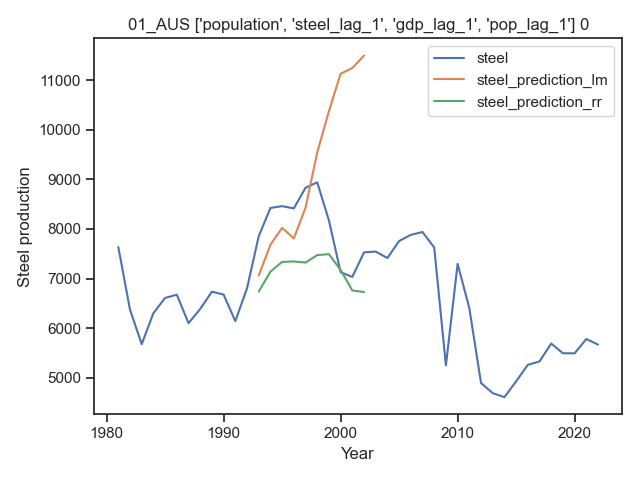 01_AUS ['population', 'steel_lag_1', 'gdp_lag_1', 'pop_lag_1'] 0
steel
steel_prediction_lm
steel_prediction_rr
Steel production
11000
10000
9000
8000
7000
6000
5000
1980 1990 2000 2010 2020
Year